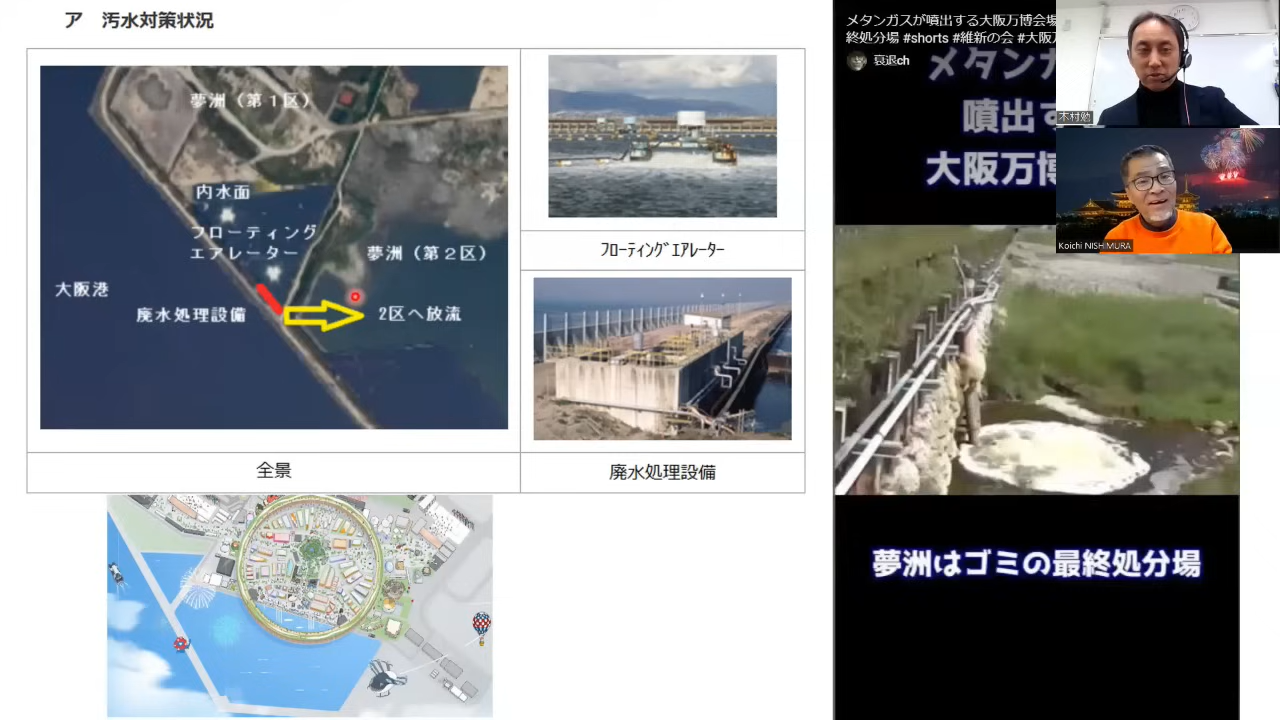 ア 汚水対策状況
夢洲（第１区）
内水面
フローティング
エアレーター
夢洲（第２区）
大阪港
廃水処理設備
2区へ放流
全景
ﾌﾛｰﾃｨﾝｸﾞｴｱﾚｰﾀｰ
廃水処理設備
メタンガスが噴出する大阪万博会場
終処分場 #shorts #維新の会 #大阪万
衰退ch
メタンガ
噴出す
大阪万博
夢洲はゴミの最終処分場
木村勉
Koichi NISHIMURA